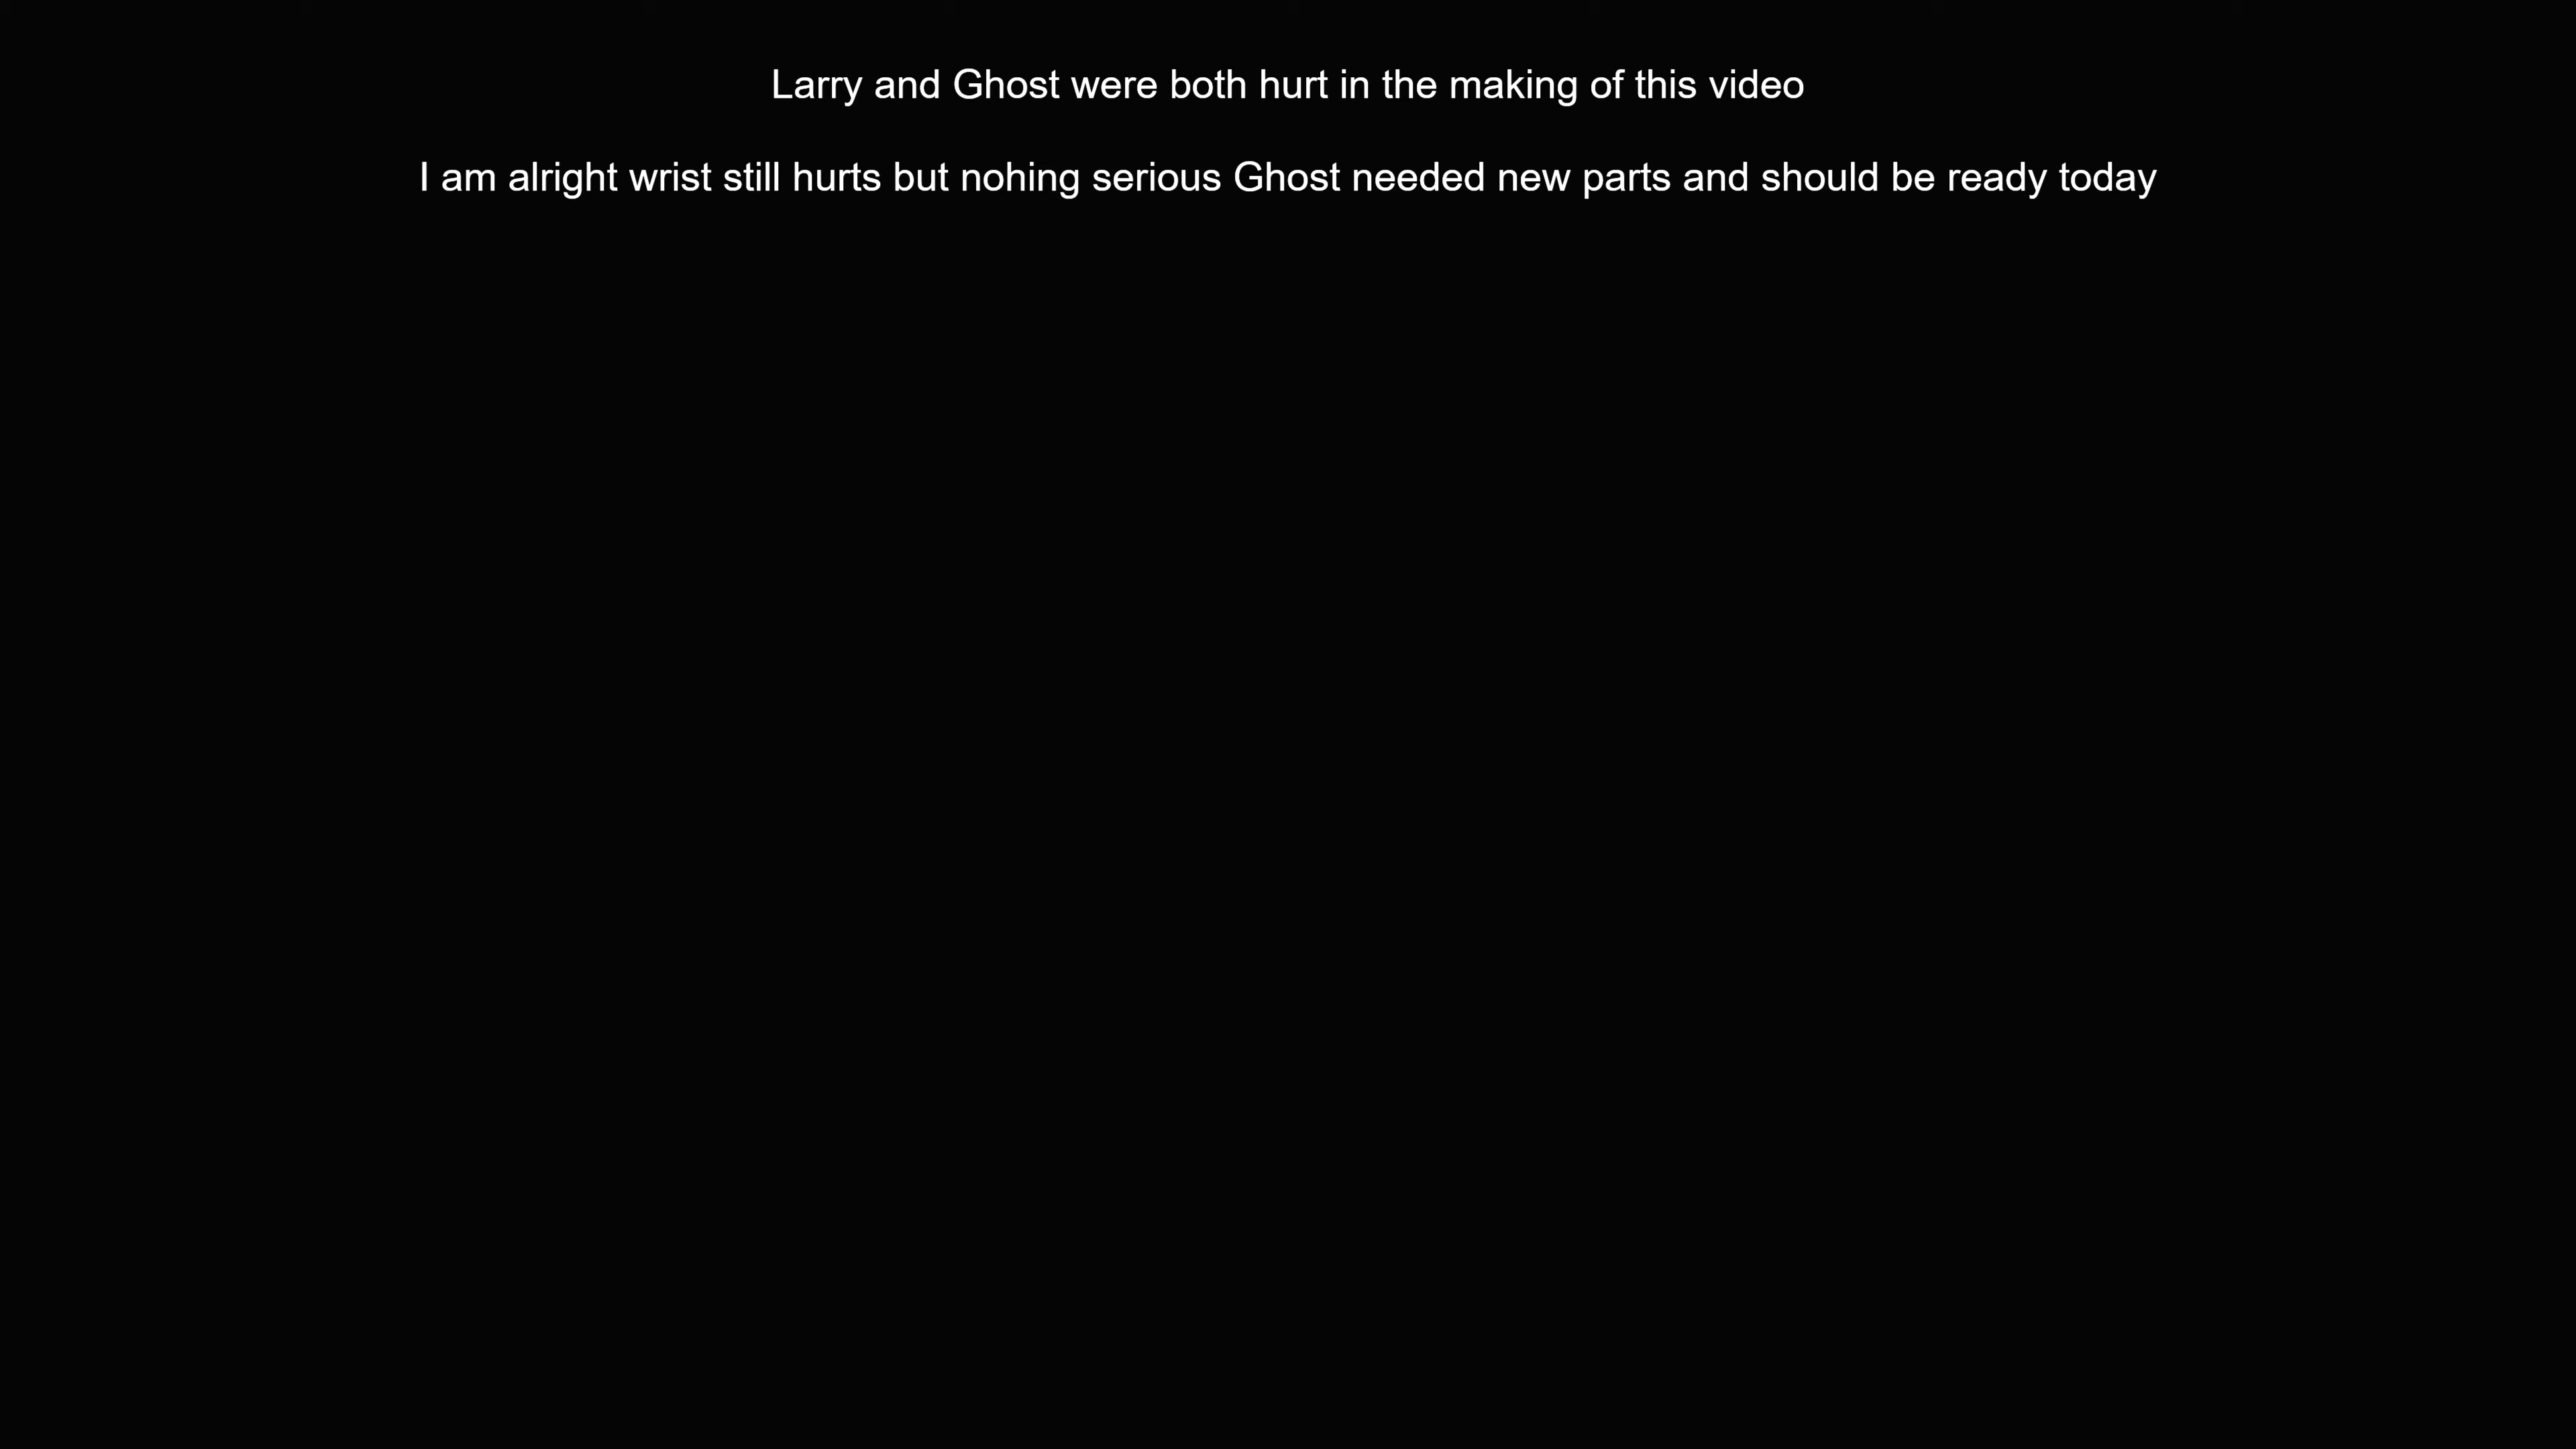 Larry and Ghost were both hurt in the making of this video
I am alright wrist still hurts but nohing serious Ghost needed new parts and should be ready today